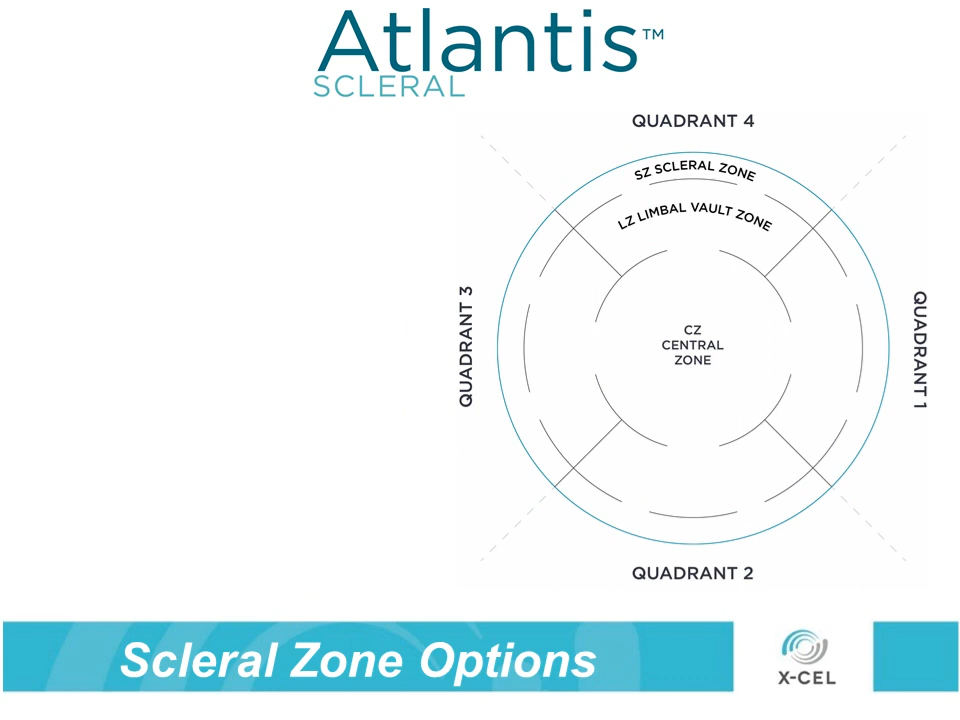 Atlantis™
SCLERAL
QUADRANT 4
SZ SCLERAL ZONE
LZ LIMBAL VAULT ZONE
QUADRANT 3
CZ
CENTRAL
ZONE
QUADRANT 1
QUADRANT 2
Scleral Zone Options
X-CEL